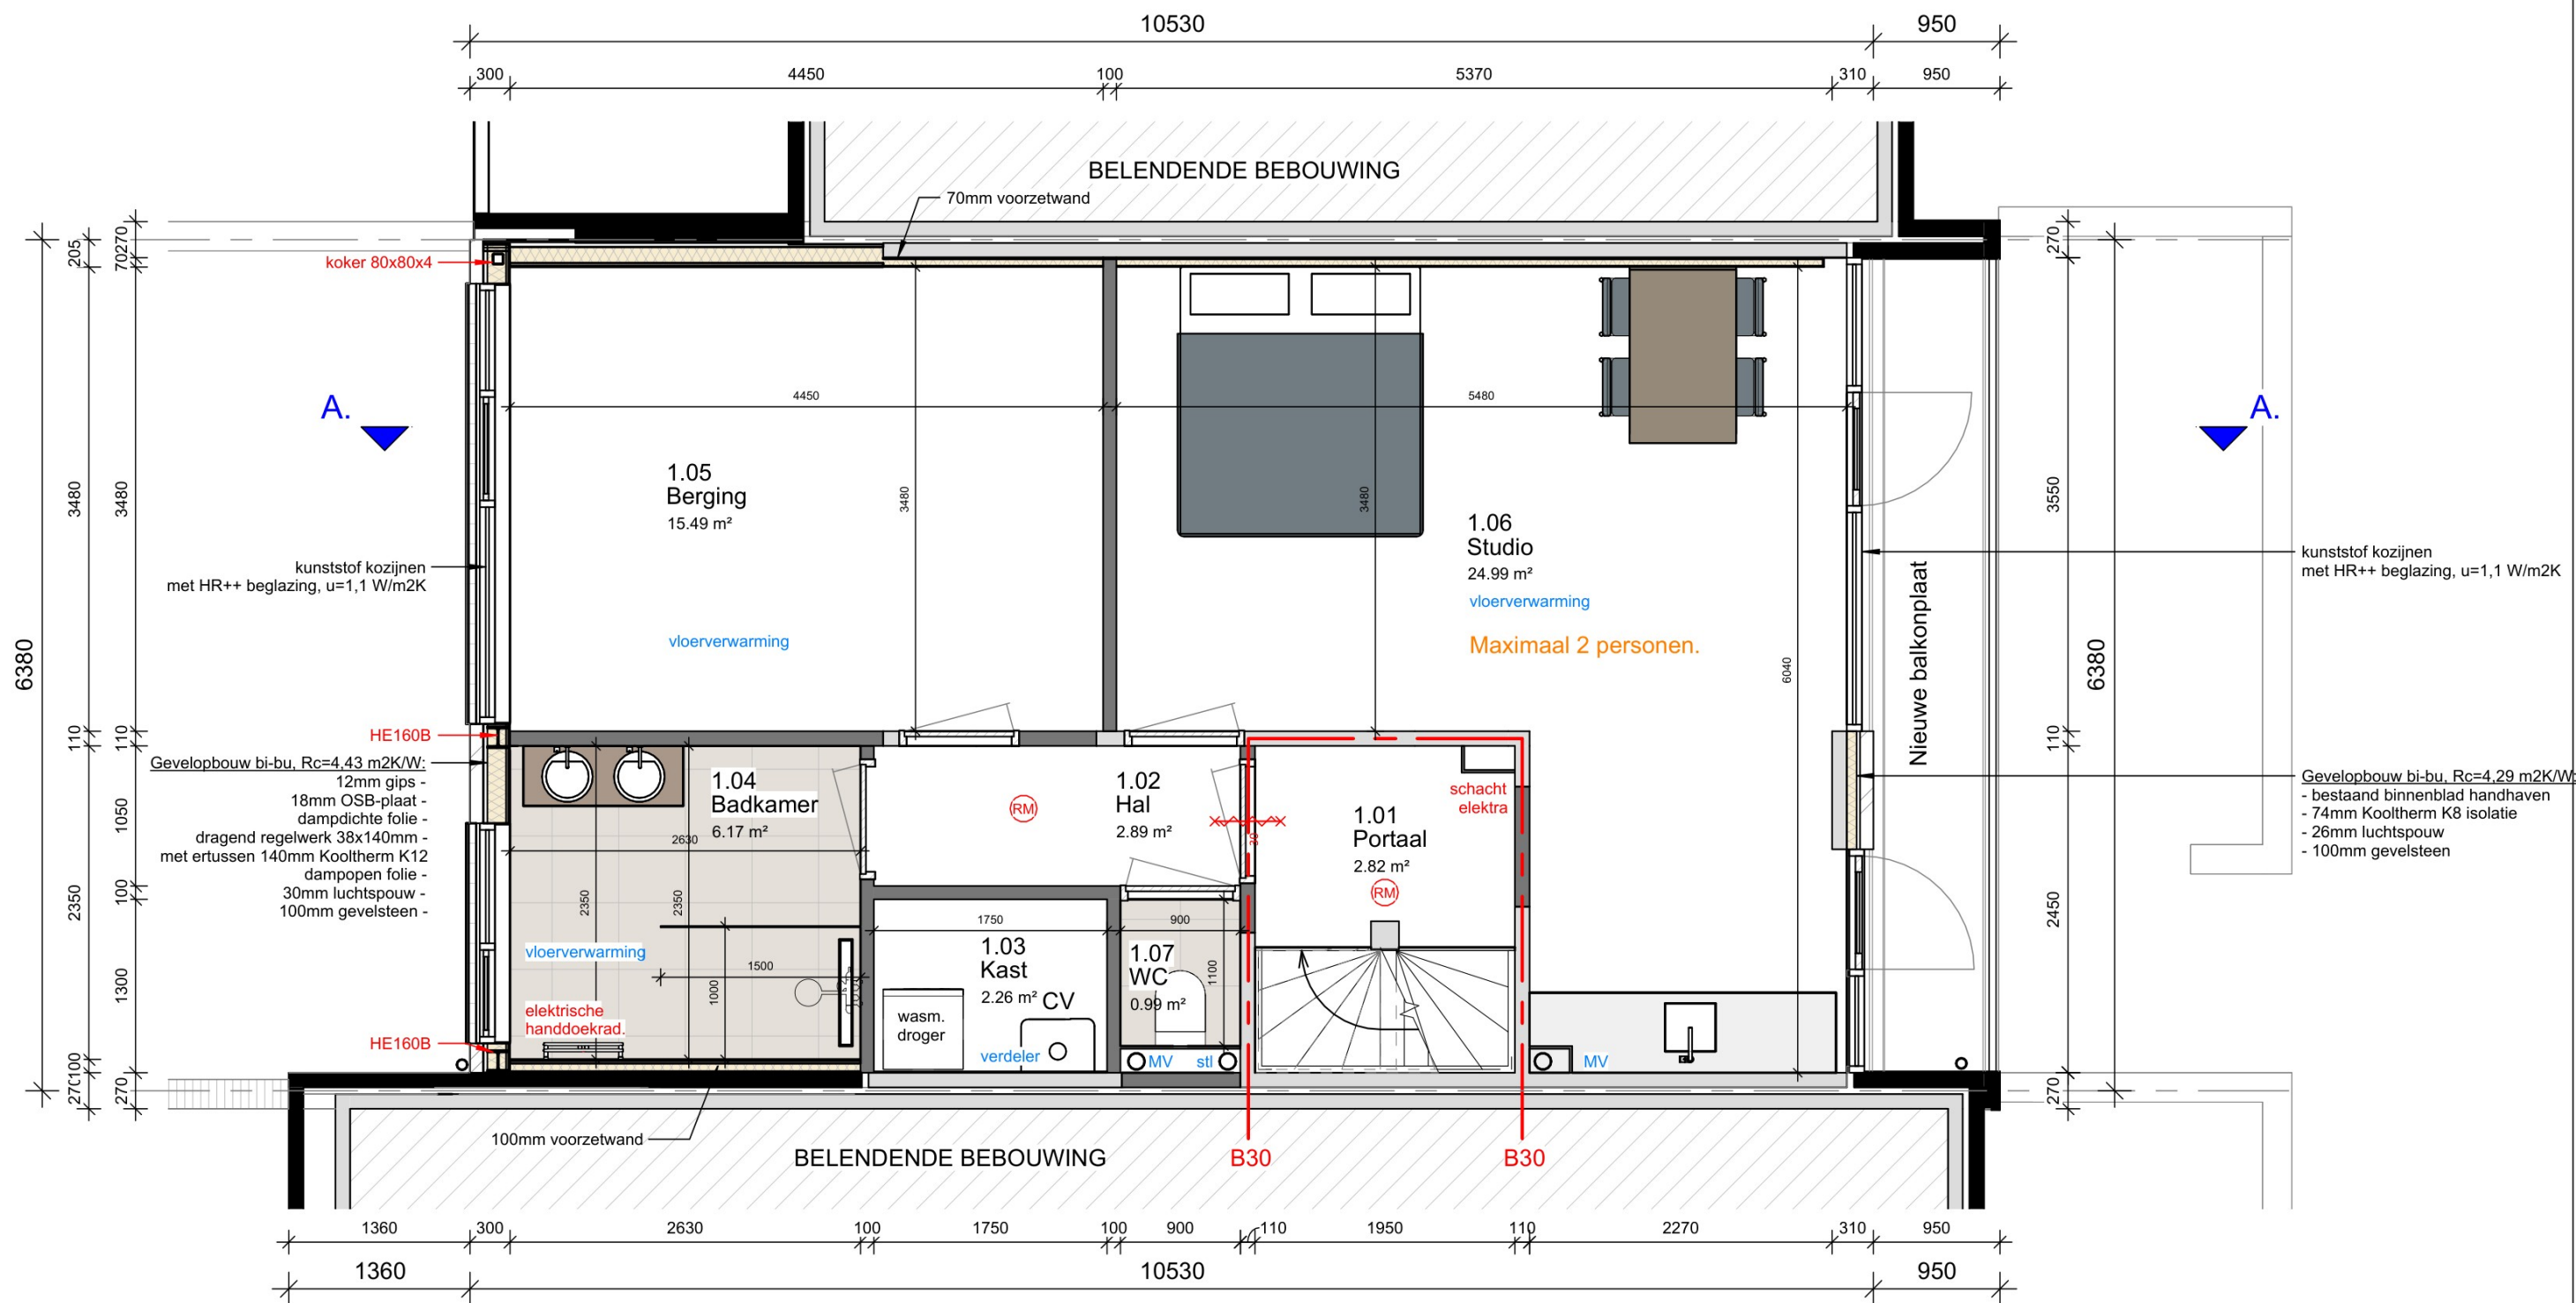 10530
950
300
4450
100
5370
310
950
BELENDENDE BEBOUWING
70mm voorzetwand
205
270
70
270
koker 80x80x4
A.
A.
4450
5480
3480
3480
3480
3480
3550
1.05
Berging
15.49 m²
vloerverwarming
1.06
Studio
24.99 m²
vloerverwarming
Maximaal 2 personen.
6040
kunststof kozijnen
met HR++ beglazing, u=1,1 W/m2K
kunststof kozijnen
met HR++ beglazing, u=1,1 W/m2K
Nieuwe balkonplaat
6380
6380
110
110
110
HE160B
Gevelopbouw bi-bu, Rc=4,43 m2K/W:
12mm gips -
18mm OSB-plaat -
dampdichte folie -
dragend regelwerk 38x140mm -
met ertussen 140mm Kooltherm K12
dampopen folie -
30mm luchtspouw -
100mm gevelsteen -
Gevelopbouw bi-bu, Rc=4,29 m2K/W:
- bestaand binnenblad handhaven
- 74mm Kooltherm K8 isolatie
- 26mm luchtspouw
- 100mm gevelsteen
1.04
Badkamer
6.17 m²
2630
2350
2350
vloerverwarming
1500
1000
elektrische
handdoekrad.
RM
1.02
Hal
2.89 m²
30
schacht
elektra
1.01
Portaal
2.82 m²
RM
1750
900
1.03
Kast
2.26 m²
CV
wasm.
droger
verdeler
1.07
WC
0.99 m²
1100
MV
stl
MV
2350
1050
100
1300
2450
HE160B
100
270
270
270
100mm voorzetwand
BELENDENDE BEBOUWING
B30
B30
1360
300
2630
100
1750
100
900
110
1950
110
2270
310
950
1360
10530
950